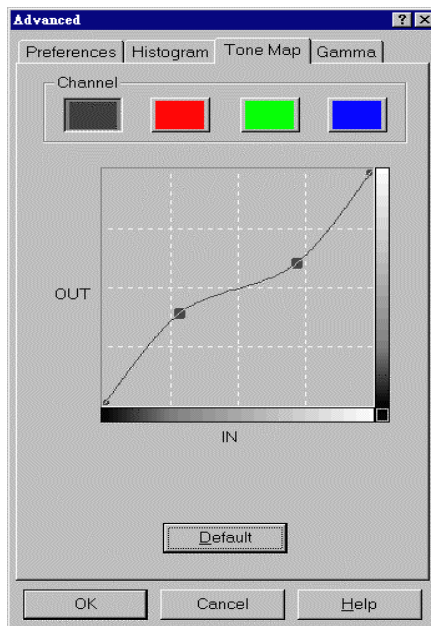 Advanced
Preferences Histogram Tone Map Gamma
Channel
OUT
IN
Default
OK Cancel Help